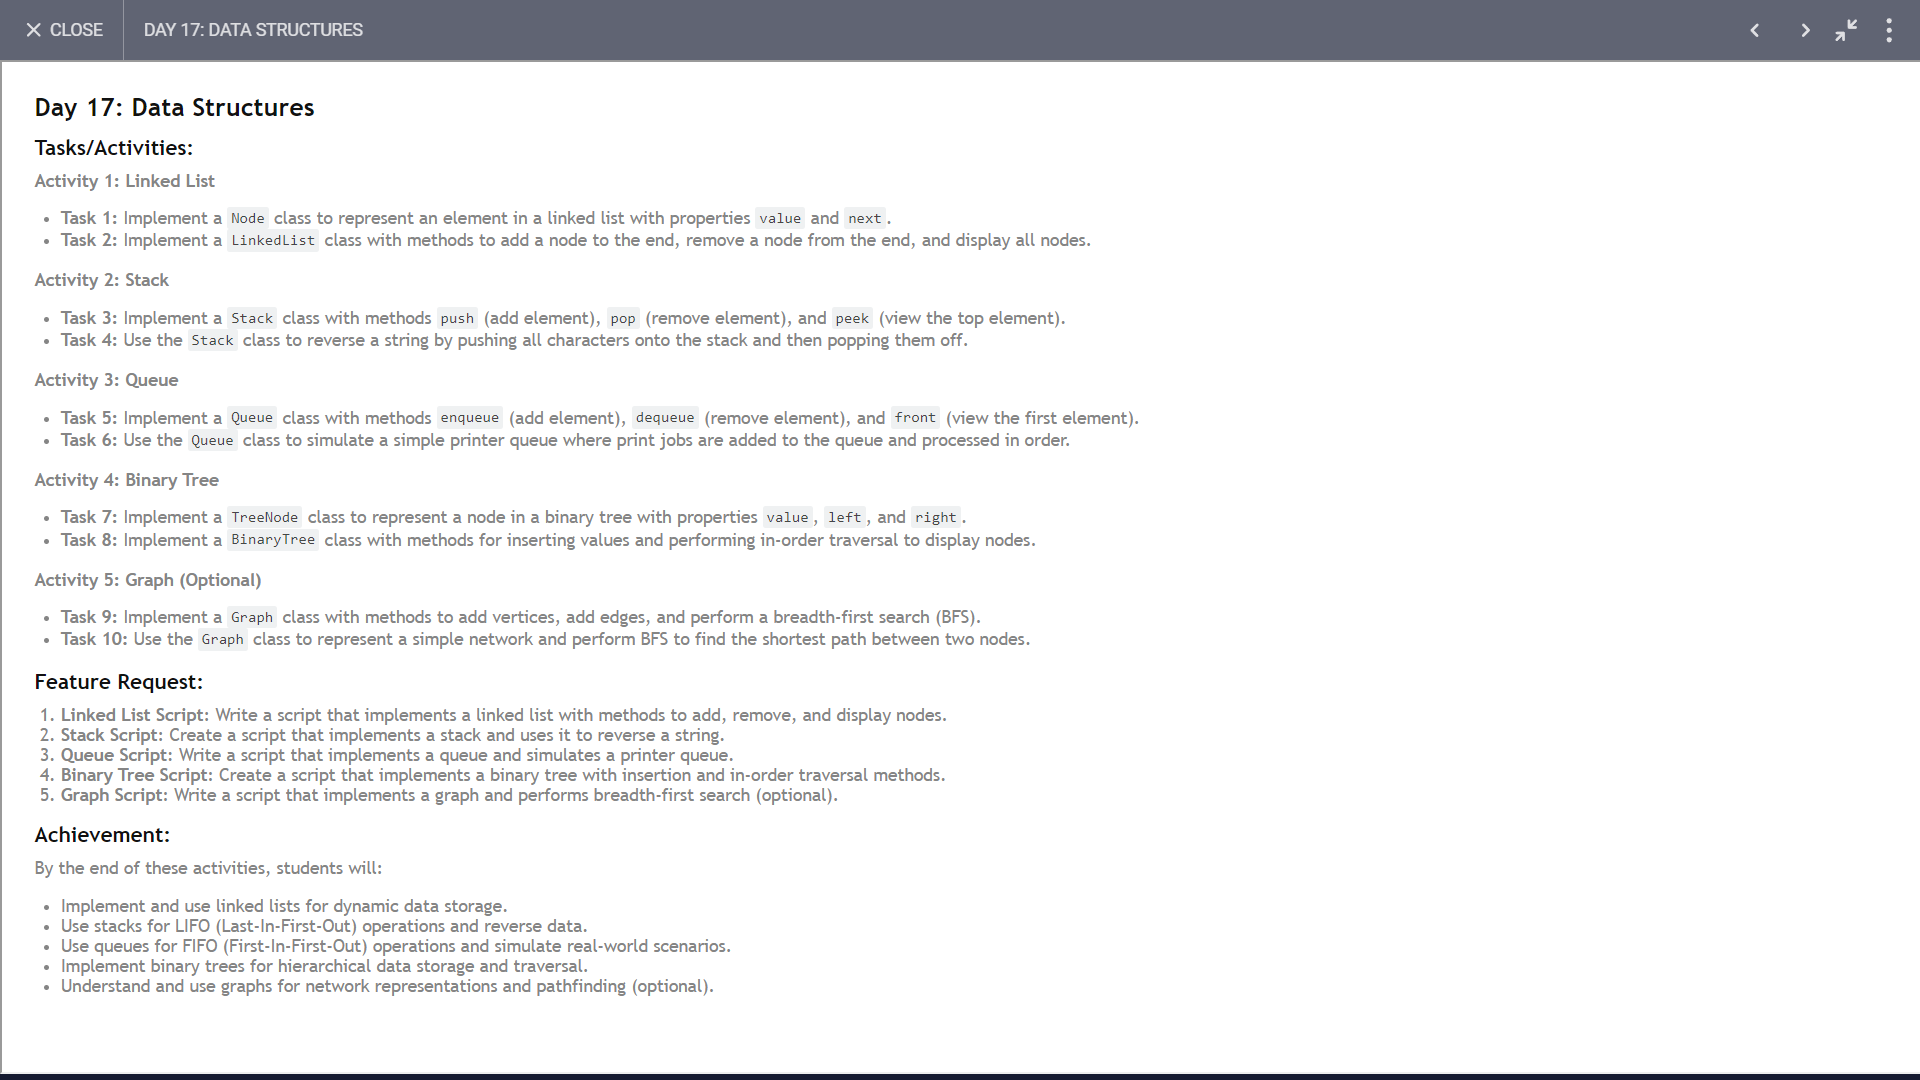 CLOSE
DAY 17: DATA STRUCTURES
Day 17: Data Structures
Tasks/Activities:
Activity 1: Linked List
• Task 1: Implement a Node class to represent an element in a linked list with properties value and next.
• Task 2: Implement a LinkedList class with methods to add a node to the end, remove a node from the end, and display all nodes.
Activity 2: Stack
• Task 3: Implement a Stack class with methods push (add element), pop (remove element), and peek (view the top element).
• Task 4: Use the Stack class to reverse a string by pushing all characters onto the stack and then popping them off.
Activity 3: Queue
• Task 5: Implement a Queue class with methods enqueue (add element), dequeue (remove element), and front (view the first element).
• Task 6: Use the Queue class to simulate a simple printer queue where print jobs are added to the queue and processed in order.
Activity 4: Binary Tree
• Task 7: Implement a TreeNode class to represent a node in a binary tree with properties value, left, and right.
• Task 8: Implement a BinaryTree class with methods for inserting values and performing in-order traversal to display nodes.
Activity 5: Graph (Optional)
• Task 9: Implement a Graph class with methods to add vertices, add edges, and perform a breadth-first search (BFS).
• Task 10: Use the Graph class to represent a simple network and perform BFS to find the shortest path between two nodes.
Feature Request:
1. Linked List Script: Write a script that implements a linked list with methods to add, remove, and display nodes.
2. Stack Script: Create a script that implements a stack and uses it to reverse a string.
3. Queue Script: Write a script that implements a queue and simulates a printer queue.
4. Binary Tree Script: Create a script that implements a binary tree with insertion and in-order traversal methods.
5. Graph Script: Write a script that implements a graph and performs breadth-first search (optional).
Achievement:
By the end of these activities, students will:
• Implement and use linked lists for dynamic data storage.
• Use stacks for LIFO (Last-In-First-Out) operations and reverse data.
• Use queues for FIFO (First-In-First-Out) operations and simulate real-world scenarios.
• Implement binary trees for hierarchical data storage and traversal.
• Understand and use graphs for network representations and pathfinding (optional).